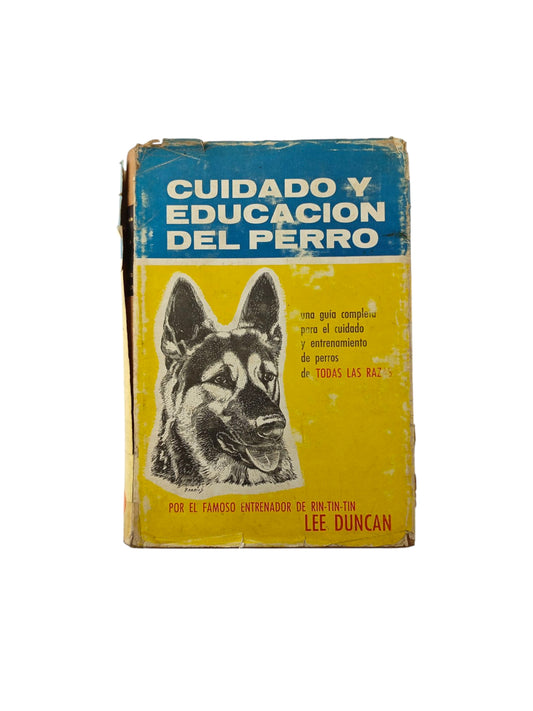 CUIDADO Y
EDUCACION
DEL PERRO
una guía completa
para el cuidado
y entrenamiento
de perros
de TODAS LAS RAZAS
POR EL FAMOSO ENTRENADOR DE RIN-TIN-TIN
LEE DUNCAN